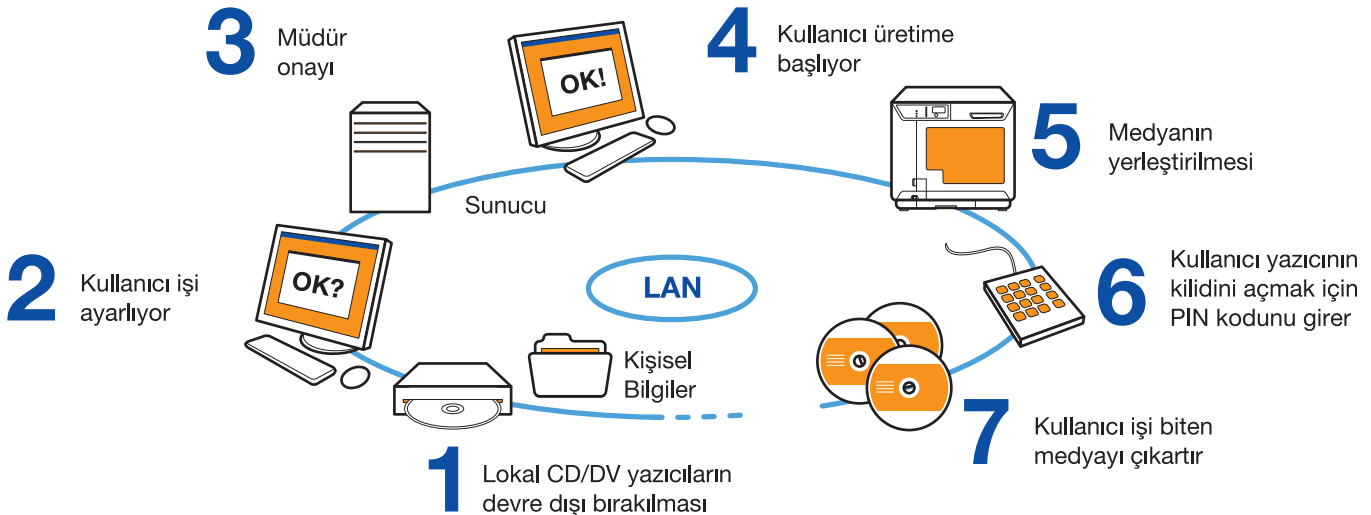 3
Müdür
onayı
OK!
4
Kullanıcı üretime
başlıyor
5
Medyanın
yerleştirilmesi
Sunucu
2
Kullanıcı işi
ayarlıyor
OK?
LAN
6
Kullanıcı yazıcının
kilidini açmak için
PIN kodunu girer
Kişisel
Bilgiler
7
Kullanıcı işi biten
medyayı çıkartır
1
Lokal CD/DV yazıcıların
devre dışı bırakılması